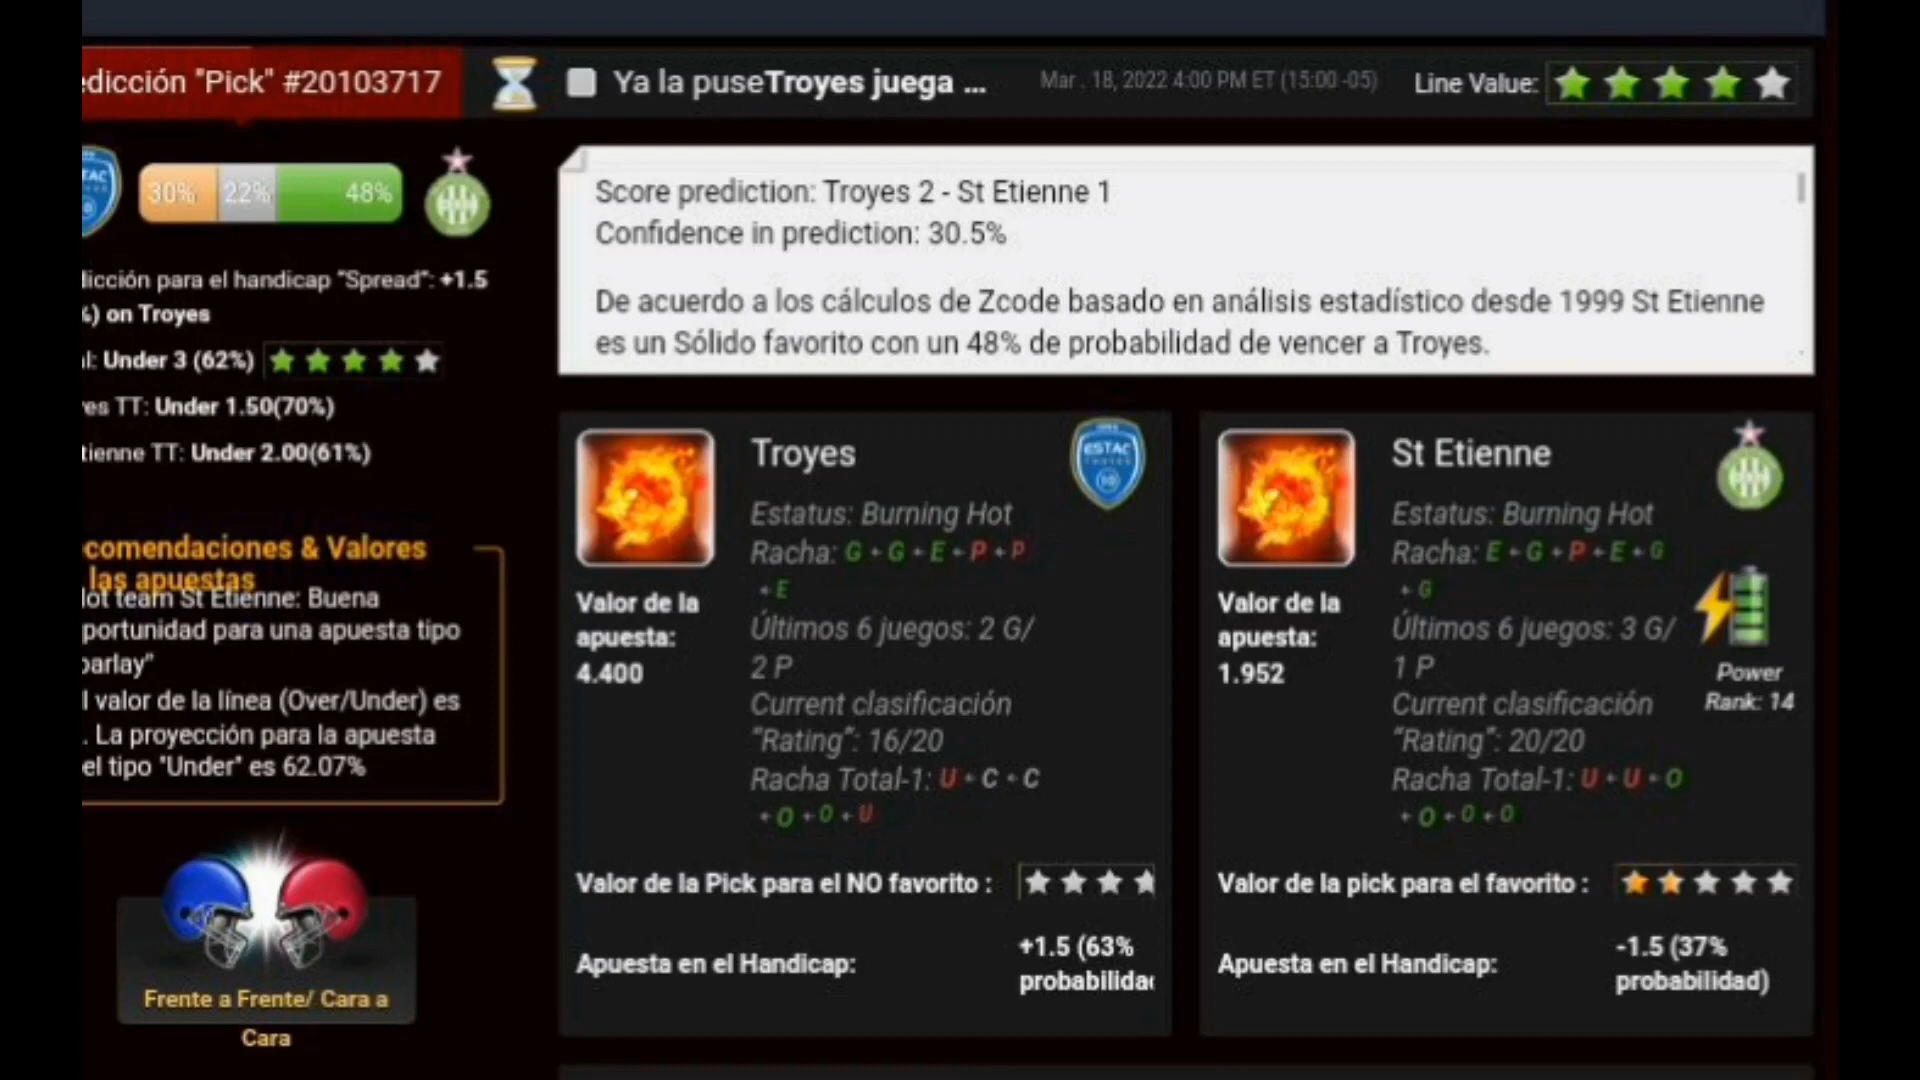 edicción "Pick" #20103717
Ya la puseTroyes juega ...
Mar . 18, 2022 4:00 PM ET (15:00 -05)
Line Value:
30% 22% 48%
licción para el handicap "Spread": +1.5
) on Troyes
l: Under 3 (62%)
es TT: Under 1.50(70%)
tienne TT: Under 2.00(61%)
comendaciones & Valores
las apuestas
lot team St Etienne: Buena
portunidad para una apuesta tipo
parlay"
l valor de la línea (Over/Under) es
. La proyección para la apuesta
el tipo "Under" es 62.07%
Frente a Frente/ Cara a
Cara
Score prediction: Troyes 2 - St Etienne 1
Confidence in prediction: 30.5%
De acuerdo a los cálculos de Zcode basado en análisis estadístico desde 1999 St Etienne
es un Sólido favorito con un 48% de probabilidad de vencer a Troyes.
Troyes
ESTAC
Estatus: Burning Hot
Racha: G - G - E - P - P
- E
Valor de la
apuesta:
4.400
Últimos 6 juegos: 2 G/
2 P
Current clasificación
"Rating": 16/20
Racha Total-1: U - C - C
- O - O - U
Valor de la Pick para el NO favorito :
Apuesta en el Handicap:
+1.5 (63%
probabilida
St Etienne
Estatus: Burning Hot
Racha: E - G - P - E - G
- G
Valor de la
apuesta:
1.952
Últimos 6 juegos: 3 G/
1 P
Power
Rank: 14
Current clasificación
"Rating": 20/20
Racha Total-1: U - U - O
- O - O - O
Valor de la pick para el favorito :
Apuesta en el Handicap:
-1.5 (37%
probabilidad)